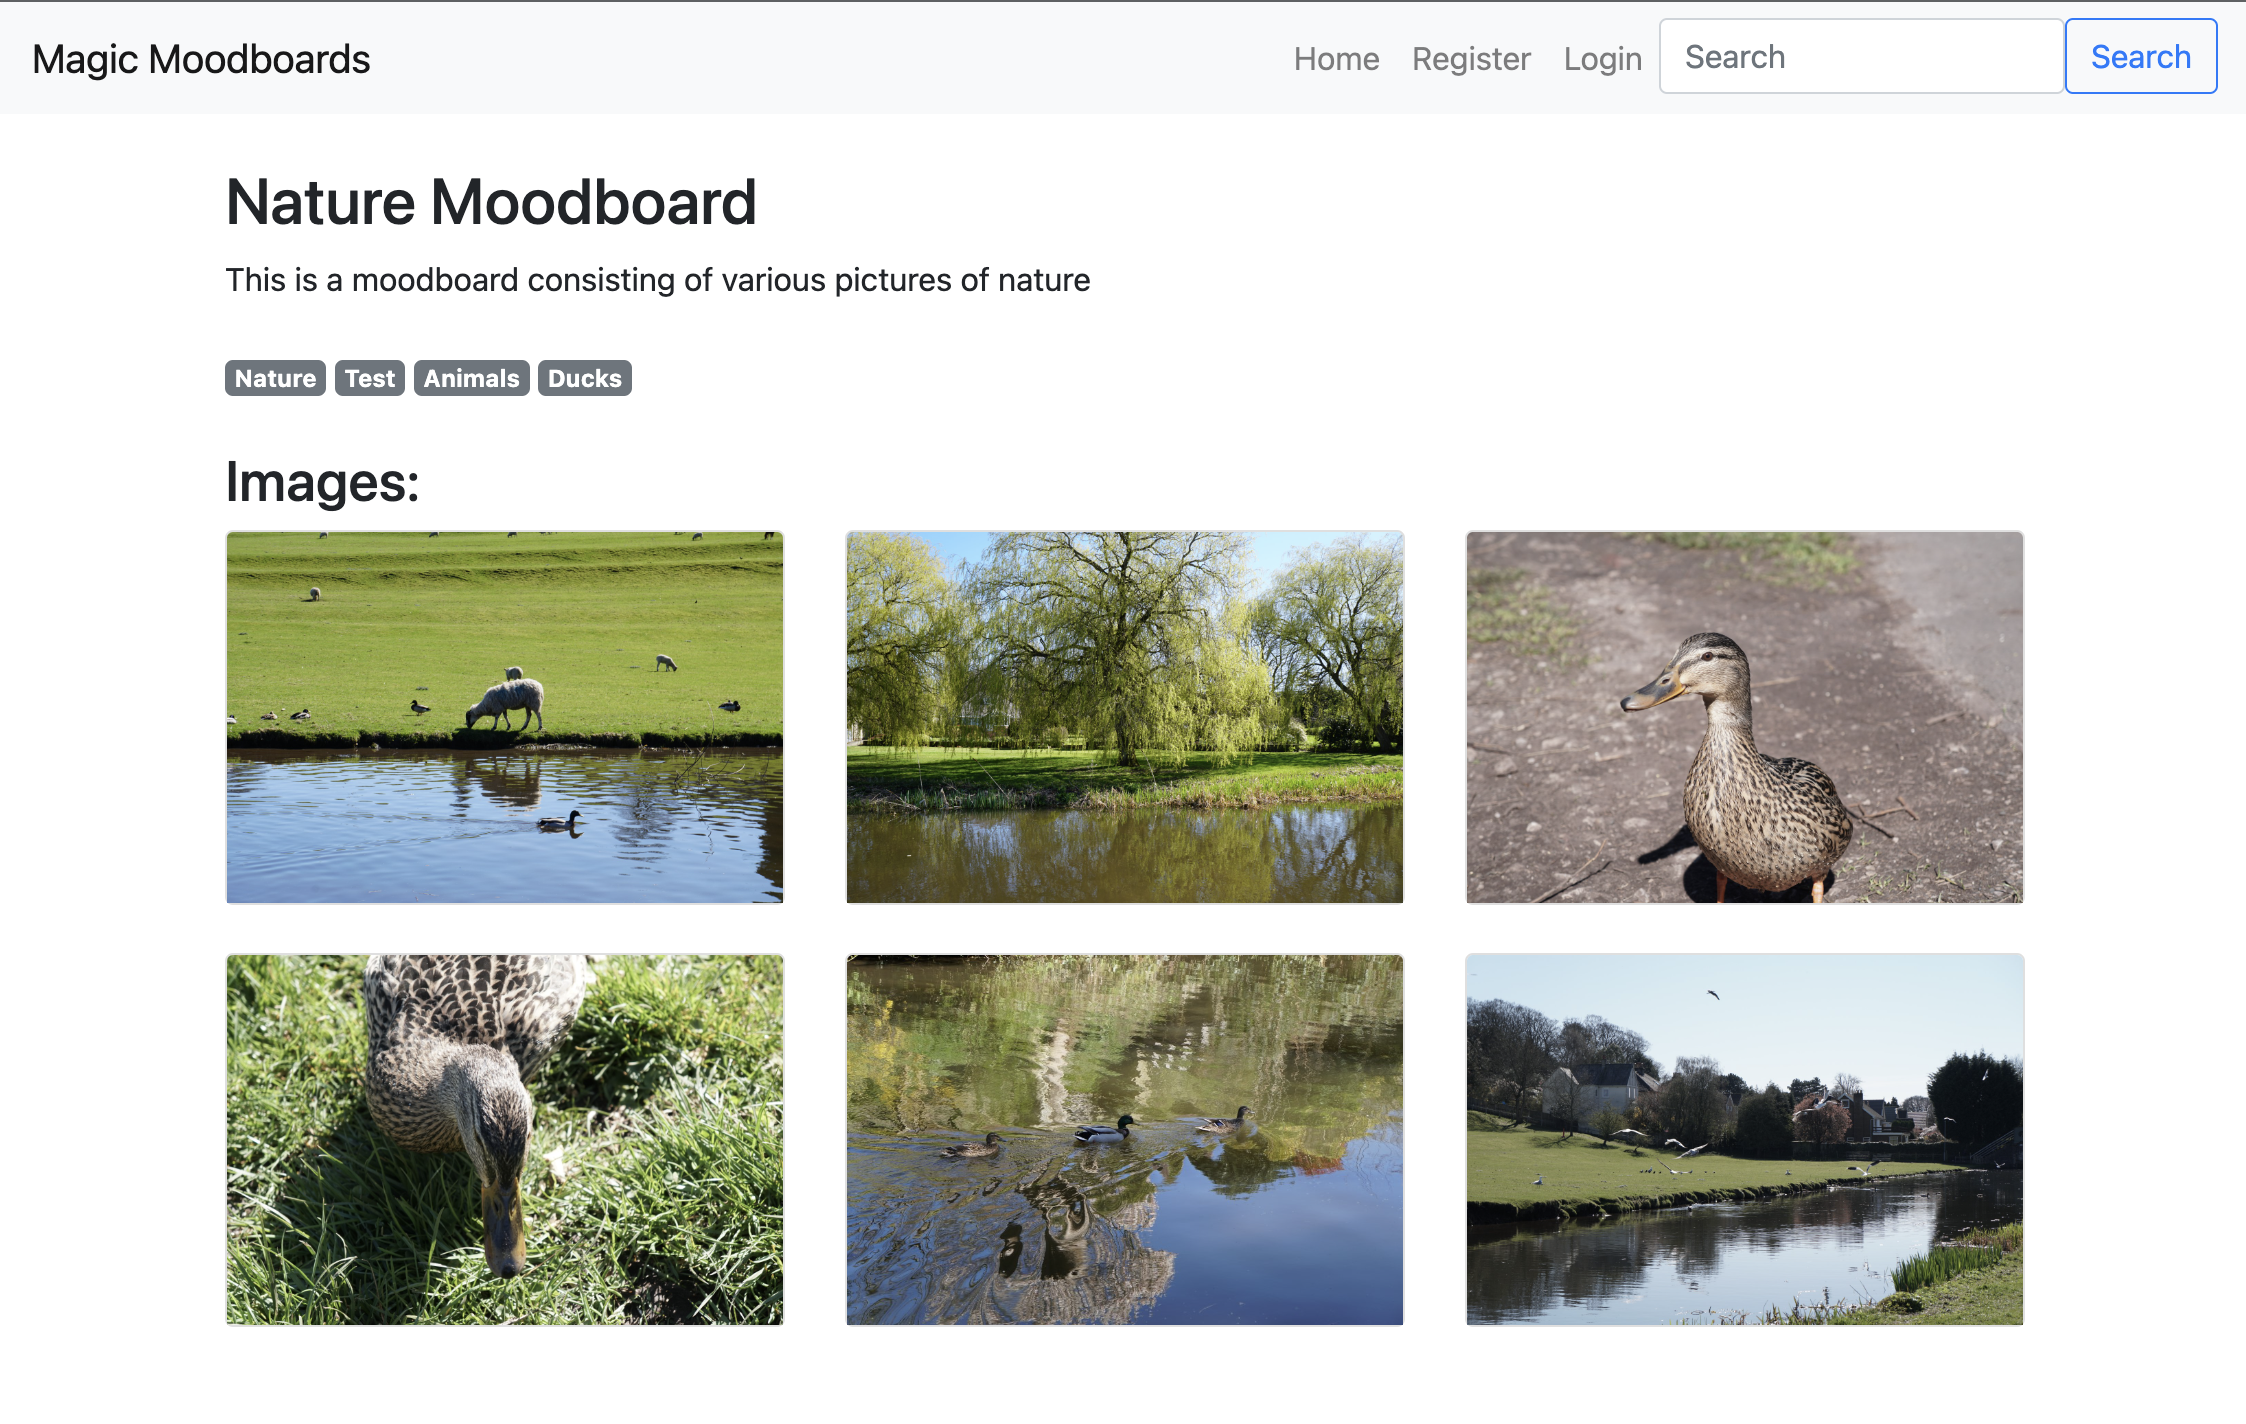 Magic Moodboards
Home Register Login Search Search
Nature Moodboard
This is a moodboard consisting of various pictures of nature
Nature Test Animals Ducks
Images: